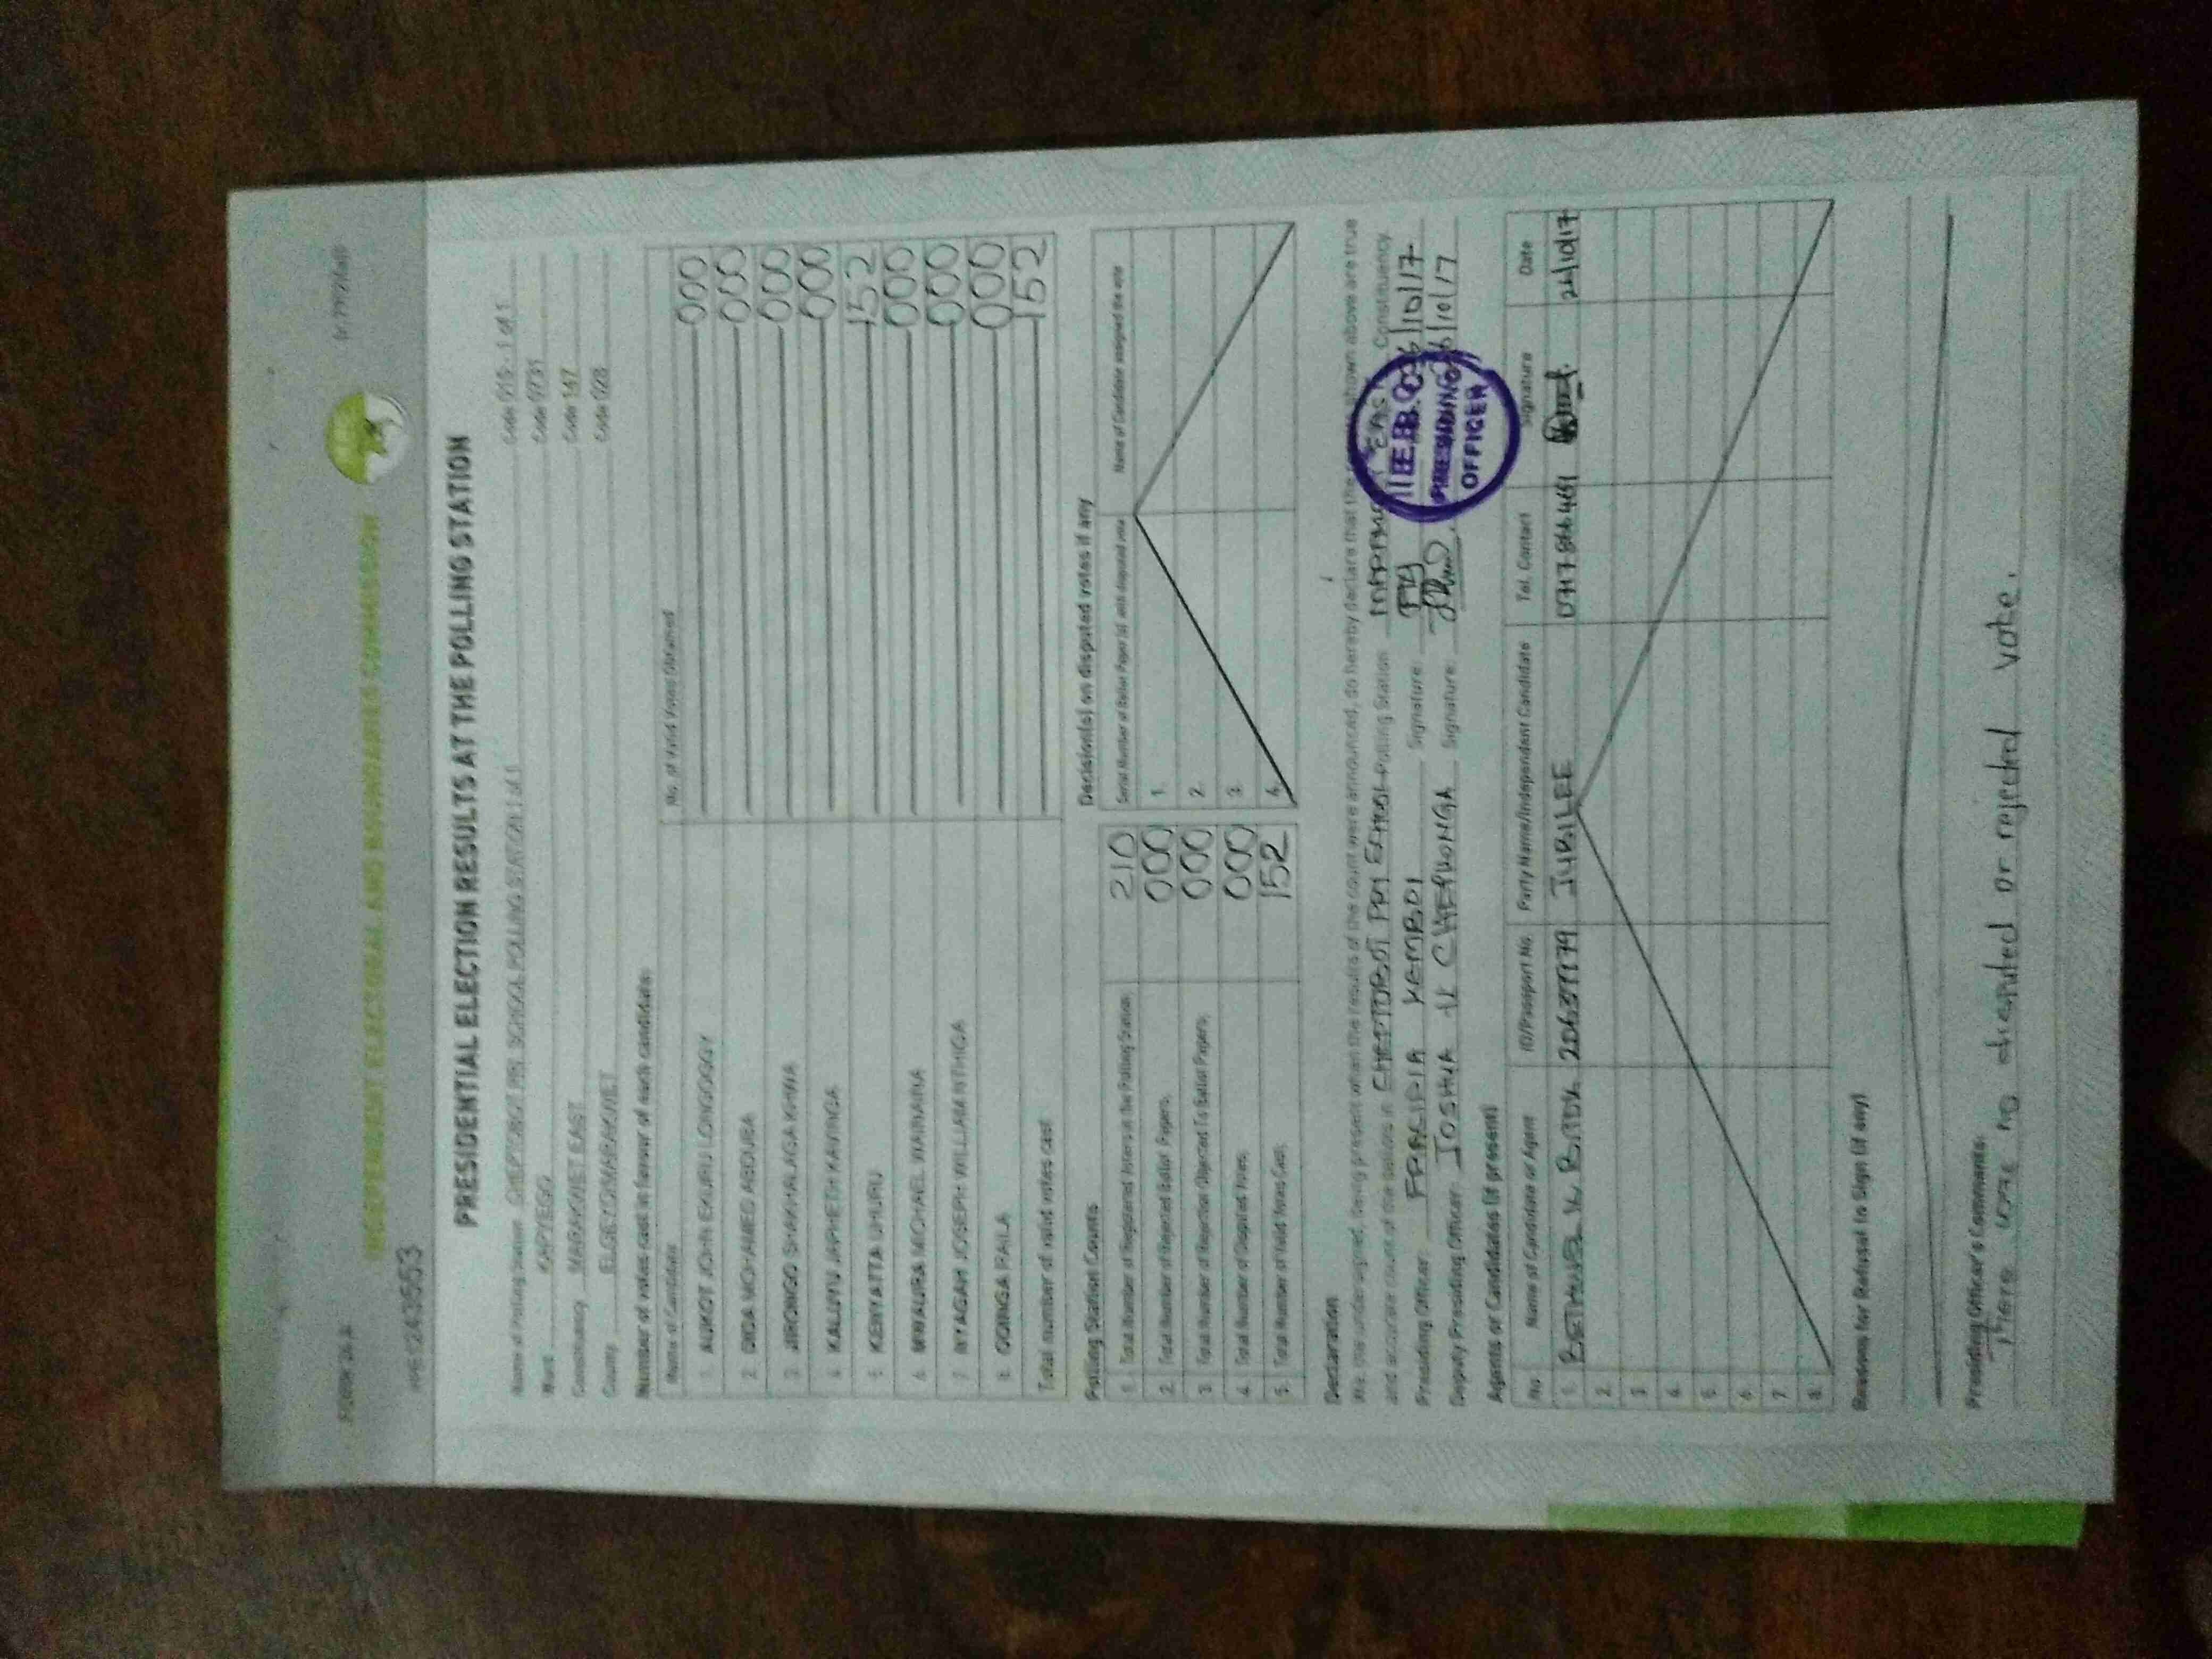 FORM 34A
INDEPENDENT ELECTORAL AND BOUNDARIES COMMISSION
PRESIDENTIAL ELECTION RESULTS AT THE POLLING STATION
Name of Polling Station CHEPTOBOT PRI SCHOOL POLLING STATION 1 of 1 Code 015 - 1 of 1
Ward KAPYEGO Code 0731
Constituency MARAKWET EAST Code 147
County ELGEYO/MARAKWET Code 028
Number of votes cast in favour of each candidate
Name of Candidate No. of Valid Votes Obtained
1. AUKOT JOHN EKURU LONGOGGY 000
2. DIDA MOHAMED ABDUBA 000
3. JIRONGO SHAKHALAGA KHWA 000
4. KALUYU JAPHETH KAVINGA 000
5. KENYATTA UHURU 152
6. MWAURA MICHAEL WAINAINA 000
7. NYAGAH JOSEPH WILLIAM NTHIGA 000
8. ODINGA RAILA 000
Total number of valid votes cast 152
Polling Station Counts
1. Total Number of Registered Voters in the Polling Station 210
2. Total Number of Rejected Ballot Papers 000
3. Total Number of Rejection Objected To Ballot Papers 000
4. Total Number of Disputed Votes 000
5. Total Number of Valid Votes Cast 152
Decision(s) on disputed votes if any
Serial Number of Ballot Paper(s) with disputed vote Name of Candidate assigned the vote
1.
2.
3.
4.
Declaration
We, the undersigned, being present when the results of the count were announced, do hereby declare that the results shown above are true
and accurate count of the ballots in CHEPTOBOT PRI SCHOOL Polling Station MARAKWET EAST Constituency.
Presiding Officer KEMBOI Signature: 26/10/17
Deputy Presiding Officer: JOSHUA K CHEPKONGA Signature: 26/10/17
IEBC
PRESIDING
OFFICER
Agents or Candidates (if present)
No. Name of Candidate or Agent ID/Passport No. Party Name/Independent Candidate Tel. Contact Signature Date
1. JUBILEE 26/10/17
2.
3.
4.
5.
6.
7.
8.
Reasons for Refusal to Sign (if any)
Presiding Officer's Comments:
There were no disputed or rejected vote.